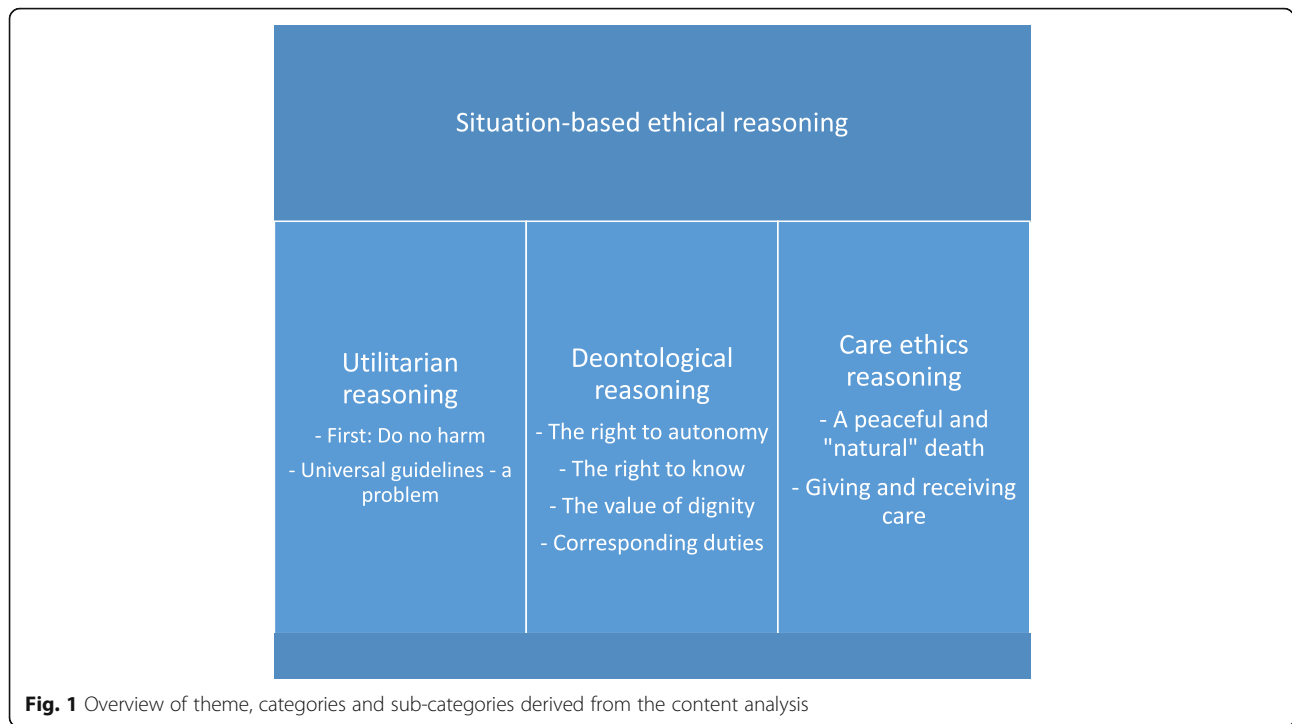 Situation-based ethical reasoning
Utilitarian
reasoning
- First: Do no harm
- Universal guidelines - a
problem
Deontological
reasoning
- The right to autonomy
- The right to know
- The value of dignity
- Corresponding duties
Care ethics
reasoning
- A peaceful and
"natural" death
- Giving and receiving
care
Fig. 1 Overview of theme, categories and sub-categories derived from the content analysis